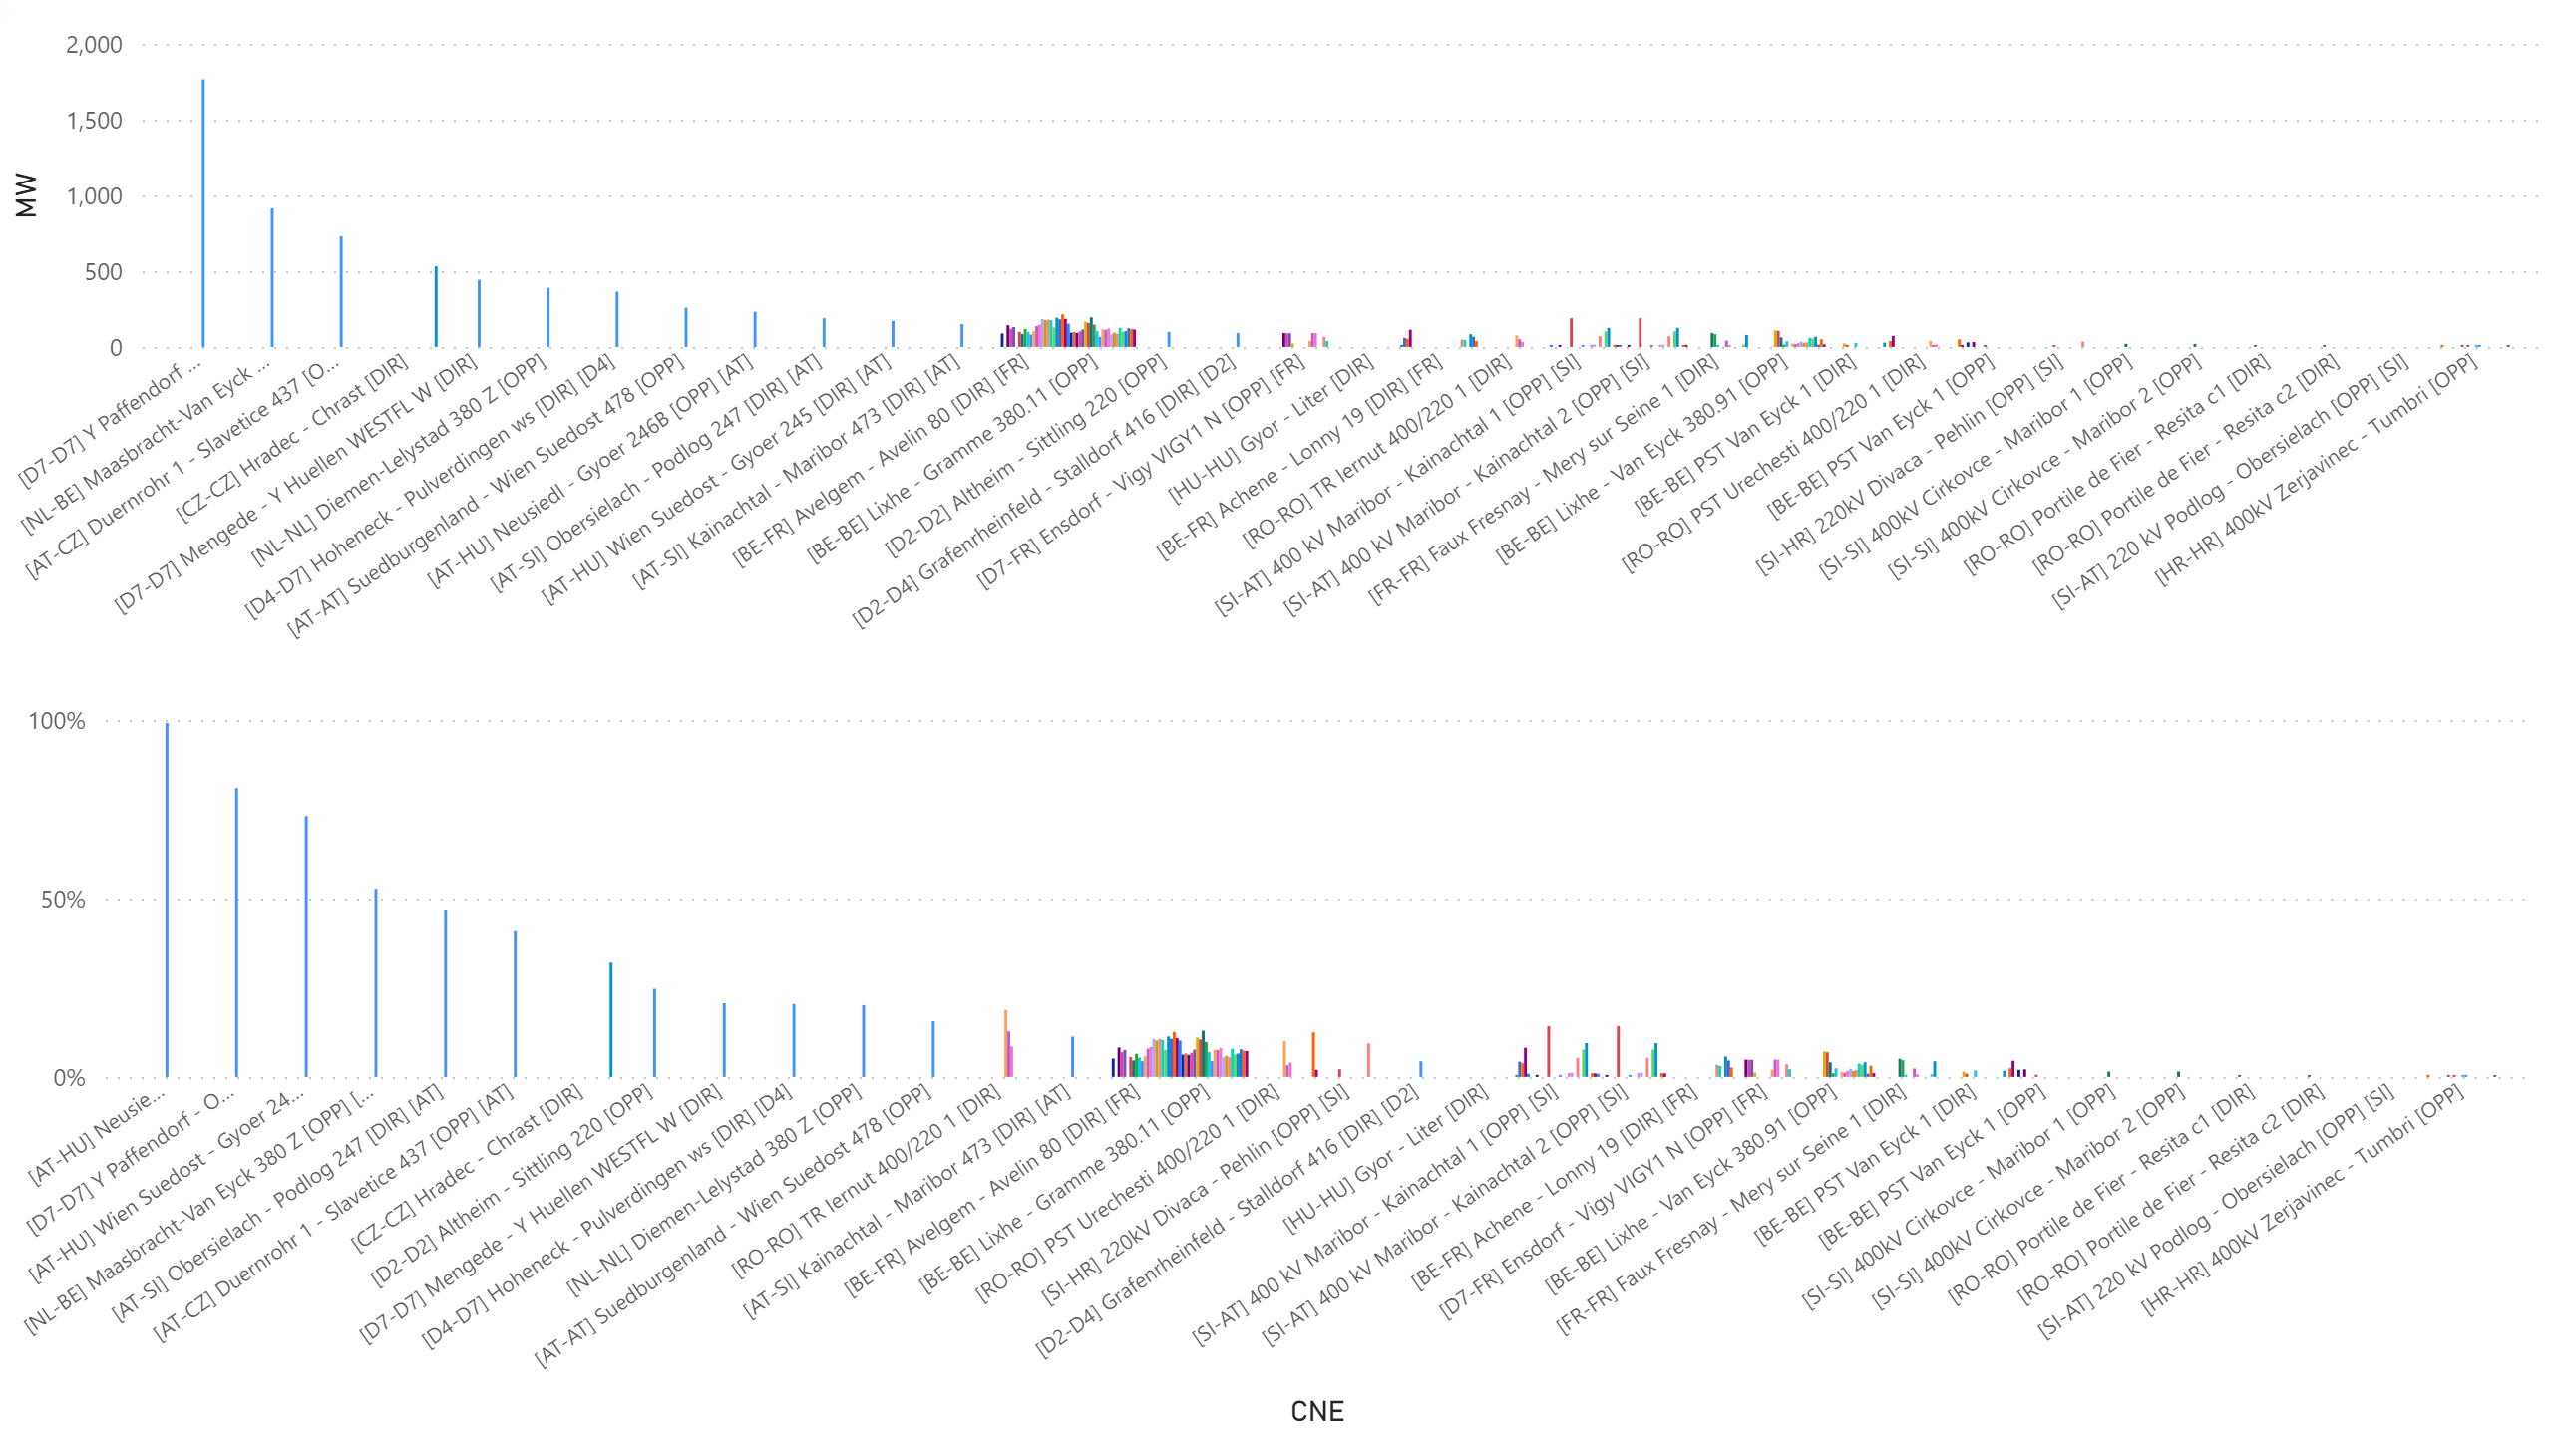 2,000
1,500
1,000
500
0
MW
[D7-D7] Y Paffendorf ...
[NL-BE] Maasbracht-Van Eyck ...
[AT-CZ] Duernrohr 1 - Slavetice 437 [O...
[CZ-CZ] Hradec - Chrast [DIR]
[D7-D7] Mengede - Y Huellen WESTFL W [DIR]
[NL-NL] Diemen-Lelystad 380 Z [OPP]
[D4-D7] Hoheneck - Pulverdingen ws [DIR] [D4]
[AT-AT] Suedburgenland - Wien Suedost 478 [OPP]
[AT-HU] Neusiedl - Gyoer 246B [OPP] [AT]
[AT-SI] Obersielach - Podlog 247 [DIR] [AT]
[AT-HU] Wien Suedost - Gyoer 245 [DIR] [AT]
[AT-SI] Kainachtal - Maribor 473 [DIR] [AT]
[BE-FR] Avelgem - Avelin 80 [DIR] [FR]
[BE-BE] Lixhe - Gramme 380.11 [OPP]
[D2-D2] Altheim - Sittling 220 [OPP]
[D2-D4] Grafenrheinfeld - Stalldorf 416 [DIR] [D2]
[D7-FR] Ensdorf - Vigy VIGY1 N [OPP] [FR]
[HU-HU] Gyor - Liter [DIR]
[BE-FR] Achene - Lonny 19 [DIR] [FR]
[RO-RO] TR Iernut 400/220 1 [DIR]
[SI-AT] 400 kV Maribor - Kainachtal 1 [OPP] [SI]
[SI-AT] 400 kV Maribor - Kainachtal 2 [OPP] [SI]
[FR-FR] Faux Fresnay - Mery sur Seine 1 [DIR]
[BE-BE] Lixhe - Van Eyck 380.91 [OPP]
[BE-BE] PST Van Eyck 1 [DIR]
[RO-RO] PST Urechesti 400/220 1 [DIR]
[BE-BE] PST Van Eyck 1 [OPP]
[SI-HR] 220kV Divaca - Pehlin [OPP] [SI]
[SI-SI] 400kV Cirkovce - Maribor 1 [OPP]
[SI-SI] 400kV Cirkovce - Maribor 2 [OPP]
[RO-RO] Portile de Fier - Resita c1 [DIR]
[RO-RO] Portile de Fier - Resita c2 [DIR]
[SI-AT] 220 kV Podlog - Obersielach [OPP] [SI]
[HR-HR] 400kV Zerjavinec - Tumbri [OPP]
100%
50%
0%
[AT-HU] Neusie...
[D7-D7] Y Paffendorf - O...
[AT-HU] Wien Suedost - Gyoer 24...
[NL-BE] Maasbracht-Van Eyck 380 Z [OPP] [...
[AT-SI] Obersielach - Podlog 247 [DIR] [AT]
[AT-CZ] Duernrohr 1 - Slavetice 437 [OPP] [AT]
[CZ-CZ] Hradec - Chrast [DIR]
[D2-D2] Altheim - Sittling 220 [OPP]
[D7-D7] Mengede - Y Huellen WESTFL W [DIR]
[D4-D7] Hoheneck - Pulverdingen ws [DIR] [D4]
[NL-NL] Diemen-Lelystad 380 Z [OPP]
[AT-AT] Suedburgenland - Wien Suedost 478 [OPP]
[RO-RO] TR Iernut 400/220 1 [DIR]
[AT-SI] Kainachtal - Maribor 473 [DIR] [AT]
[BE-FR] Avelgem - Avelin 80 [DIR] [FR]
[BE-BE] Lixhe - Gramme 380.11 [OPP]
[RO-RO] PST Urechesti 400/220 1 [DIR]
[SI-HR] 220kV Divaca - Pehlin [OPP] [SI]
[D2-D4] Grafenrheinfeld - Stalldorf 416 [DIR] [D2]
[HU-HU] Gyor - Liter [DIR]
[SI-AT] 400 kV Maribor - Kainachtal 1 [OPP] [SI]
[SI-AT] 400 kV Maribor - Kainachtal 2 [OPP] [SI]
[BE-FR] Achene - Lonny 19 [DIR] [FR]
[D7-FR] Ensdorf - Vigy VIGY1 N [OPP] [FR]
[BE-BE] Lixhe - Van Eyck 380.91 [OPP]
[FR-FR] Faux Fresnay - Mery sur Seine 1 [DIR]
[BE-BE] PST Van Eyck 1 [DIR]
[BE-BE] PST Van Eyck 1 [OPP]
[SI-SI] 400kV Cirkovce - Maribor 1 [OPP]
[SI-SI] 400kV Cirkovce - Maribor 2 [OPP]
[RO-RO] Portile de Fier - Resita c1 [DIR]
[RO-RO] Portile de Fier - Resita c2 [DIR]
[SI-AT] 220 kV Podlog - Obersielach [OPP] [SI]
[HR-HR] 400kV Zerjavinec - Tumbri [OPP]
CNE